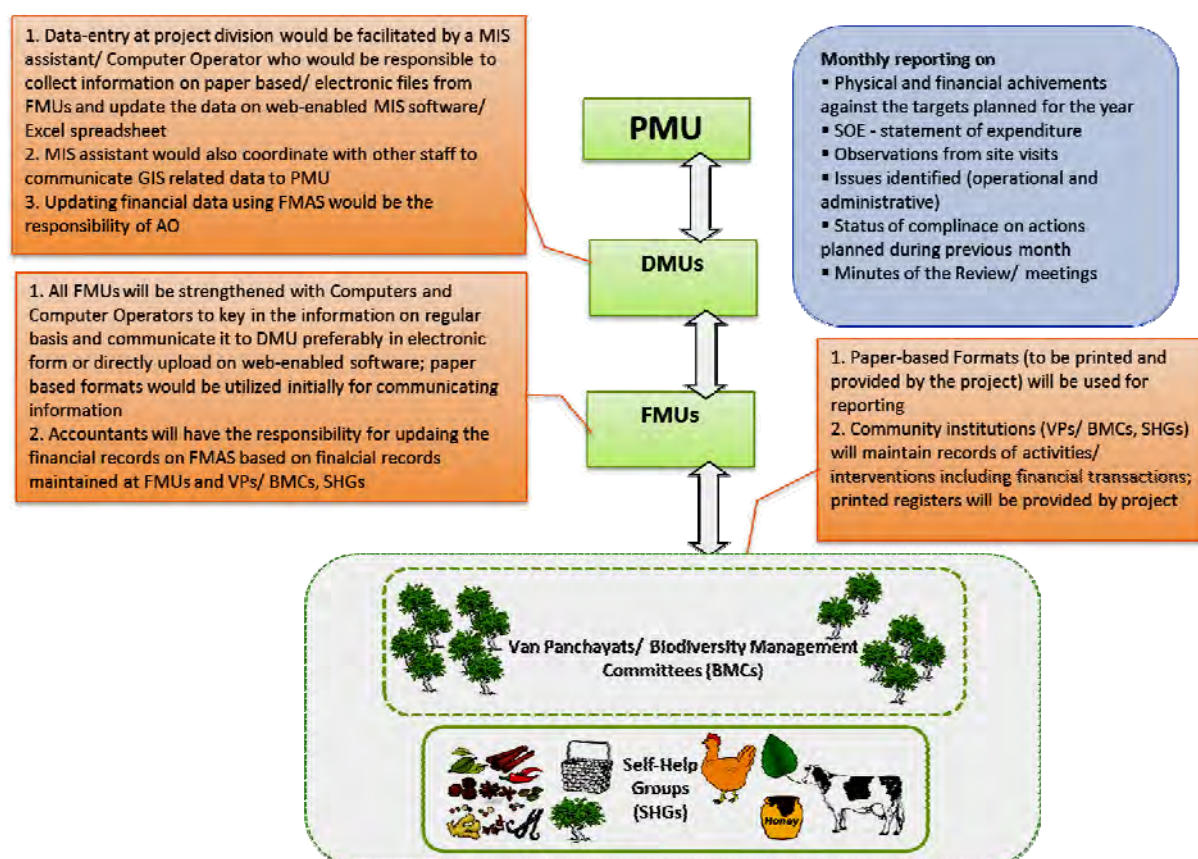 1. Data-entry at project division would be facilitated by a MIS
assistant/ Computer Operator who would be responsible to
collect information on paper based/ electronic files from
FMUs and update the data on web-enabled MIS software/
Excel spreadsheet
2. MIS assistant would also coordinate with other staff to
communicate GIS related data to PMU
3. Updating financial data using FMAS would be the
responsibility of AO
PMU
Monthly reporting on
▪ Physical and financial achivements
against the targets planned for the year
▪ SOE - statement of expenditure
▪ Observations from site visits
▪ Issues identified (operational and
administrative)
▪ Status of complinace on actions
planned during previous month
▪ Minutes of the Review/ meetings
DMUs
1. All FMUs will be strengthened with Computers and
Computer Operators to key in the information on regular
basis and communicate it to DMU preferably in electronic
form or directly upload on web-enabled software; paper
based formats would be utilized initially for communicating
information
2. Accountants will have the responsibility for updaing the
financial records on FMAS based on finalcial records
maintained at FMUs and VPs/ BMCs, SHGs
FMUs
1. Paper-based Formats (to be printed and
provided by the project) will be used for
reporting
2. Community institutions (VPs/ BMCs, SHGs)
will maintain records of activities/
interventions including financial transactions;
printed registers will be provided by project
Van Panchayats/ Biodiversity Management
Committees (BMCs)
Self-Help
Groups
(SHGs)
Honey